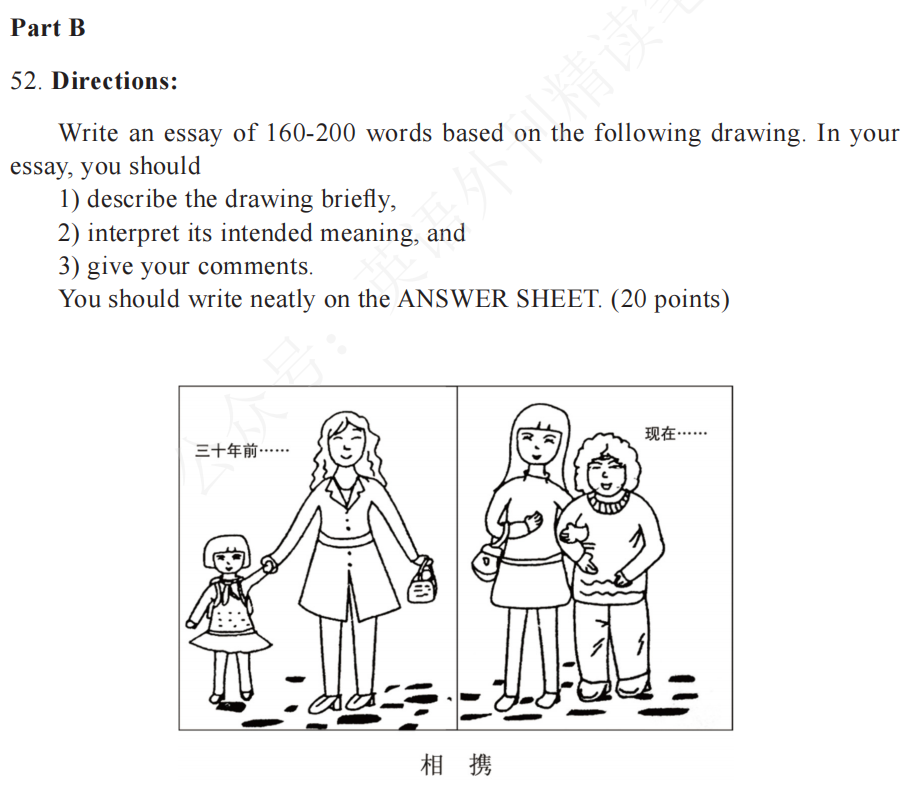 Part B
52. Directions:
Write an essay of 160-200 words based on the following drawing. In your
essay, you should
1) describe the drawing briefly,
2) interpret its intended meaning, and
3) give your comments.
You should write neatly on the ANSWER SHEET. (20 points)
三十年前……
现在……
相 携
公众号：英语外刊精读笔